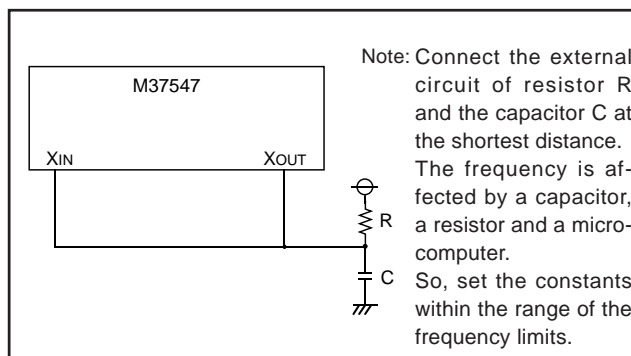 M37547
XIN
XOUT
R
C
Note: Connect the external
circuit of resistor R
and the capacitor C at
the shortest distance.
The frequency is af-
fected by a capacitor,
a resistor and a micro-
computer.
So, set the constants
within the range of the
frequency limits.